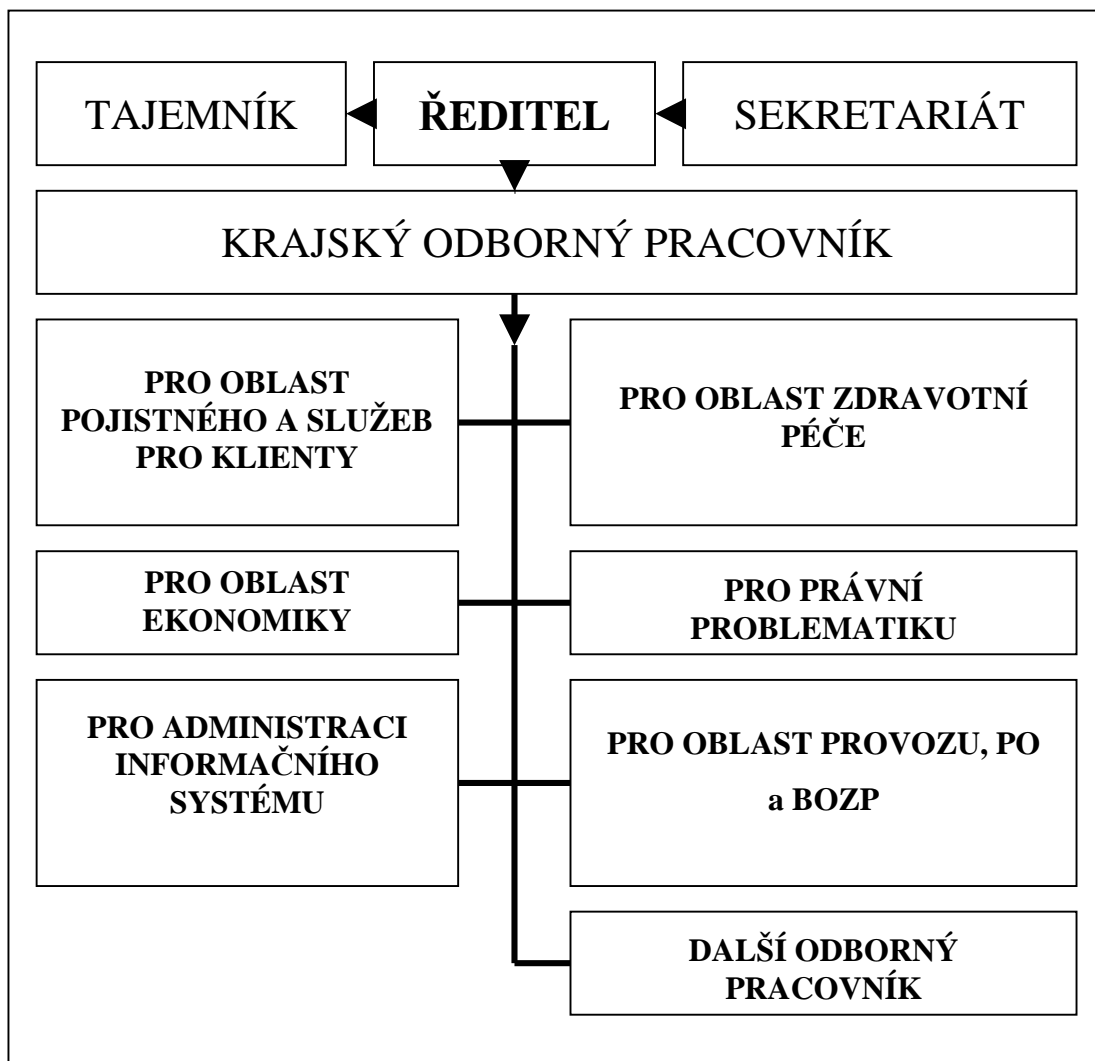 TAJEMNÍK
ŘEDITEL
SEKRETARIÁT
KRAJSKÝ ODBORNÝ PRACOVNÍK
PRO OBLAST
POJISTNÉHO A SLUŽEB
PRO KLIENTY
PRO OBLAST ZDRAVOTNÍ
PÉČE
PRO OBLAST
EKONOMIKY
PRO PRÁVNÍ
PROBLEMATIKU
PRO ADMINISTRACI
INFORMAČNÍHO
SYSTÉMU
PRO OBLAST PROVOZU, PO
a BOZP
DALŠÍ ODBORNÝ
PRACOVNÍK